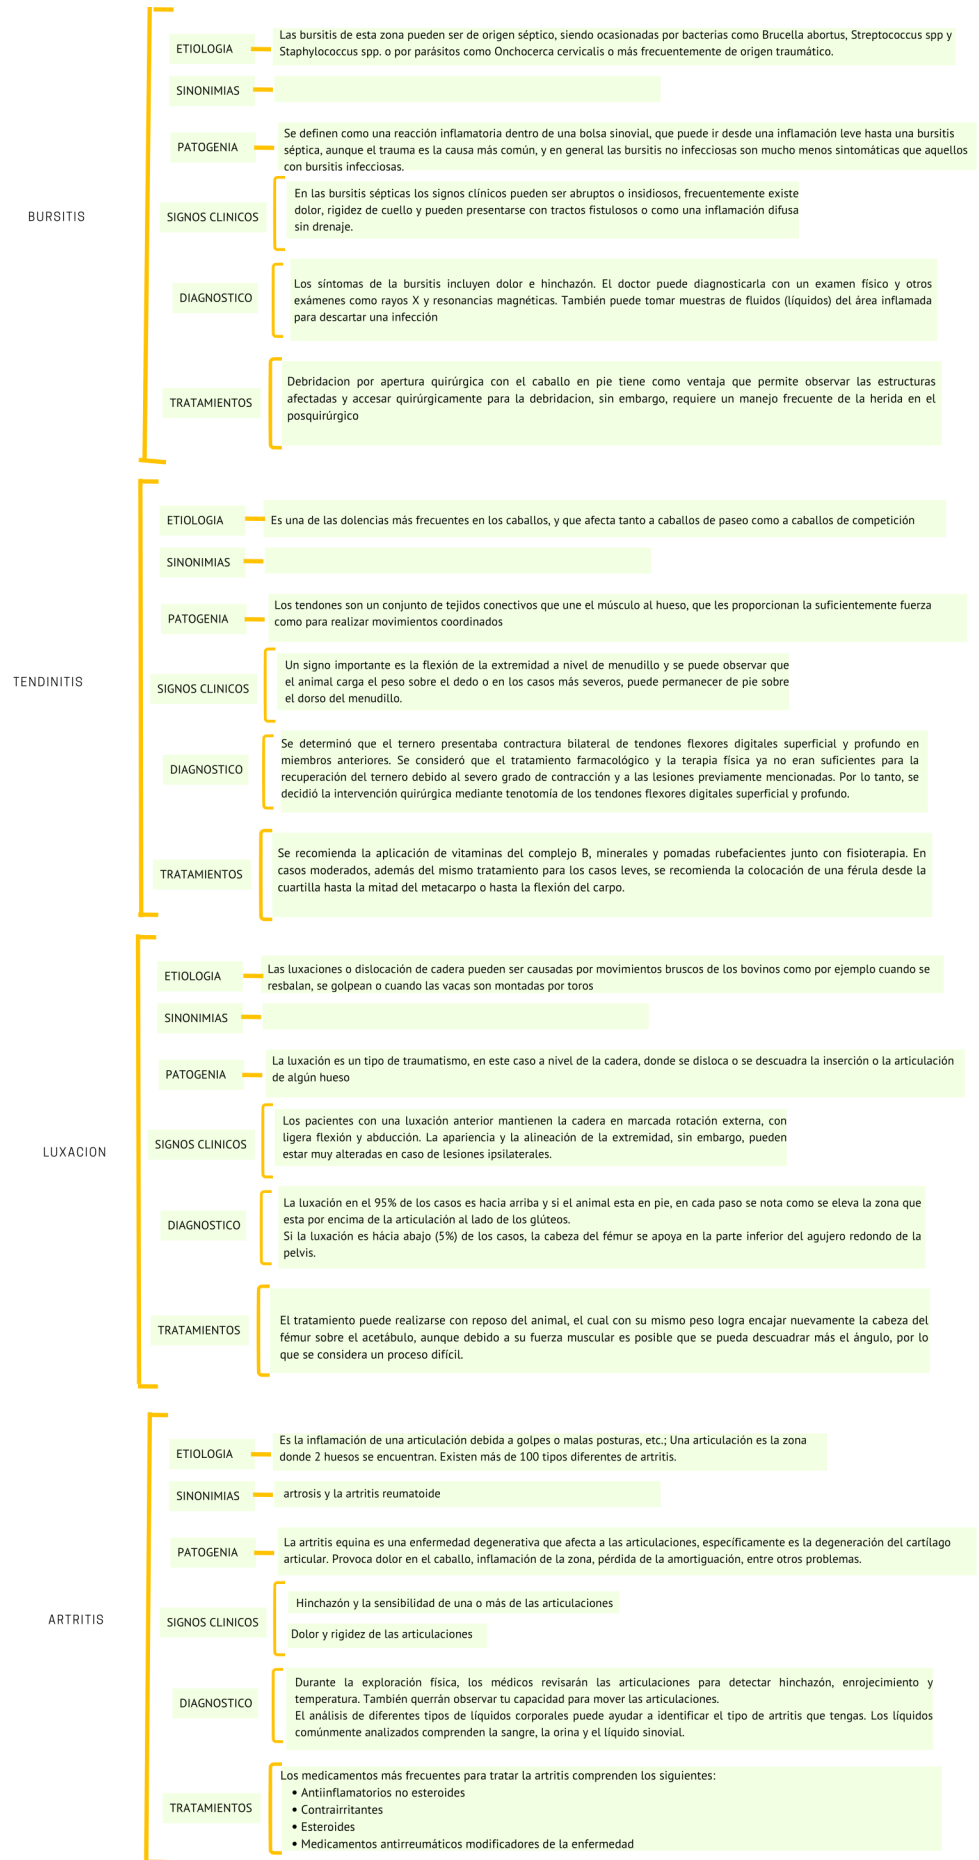 BURSITIS
ETIOLOGIA
Las bursitis de esta zona pueden ser de origen séptico, siendo ocasionadas por bacterias como Brucella abortus, Streptococcus spp y
Staphylococcus spp. o por parásitos como Onchocerca cervicalis o más frecuentemente de origen traumático.
SINONIMIAS
PATOGENIA
Se definen como una reacción inflamatoria dentro de una bolsa sinovial, que puede ir desde una inflamación leve hasta una bursitis
séptica, aunque el trauma es la causa más común, y en general las bursitis no infecciosas son mucho menos sintomáticas que aquellos
con bursitis infecciosas.
SIGNOS CLINICOS
En las bursitis sépticas los signos clínicos pueden ser abruptos o insidiosos, frecuentemente existe
dolor, rigidez de cuello y pueden presentarse con tractos fistulosos o como una inflamación difusa
sin drenaje.
DIAGNOSTICO
Los síntomas de la bursitis incluyen dolor e hinchazón. El doctor puede diagnosticarla con un examen físico y otros
exámenes como rayos X y resonancias magnéticas. También puede tomar muestras de fluidos (líquidos) del área inflamada
para descartar una infección
TRATAMIENTOS
Debridacion por apertura quirúrgica con el caballo en pie tiene como ventaja que permite observar las estructuras
afectadas y accesar quirúrgicamente para la debridacion, sin embargo, requiere un manejo frecuente de la herida en el
posquirúrgico
TENDINITIS
ETIOLOGIA
Es una de las dolencias más frecuentes en los caballos, y que afecta tanto a caballos de paseo como a caballos de competición
SINONIMIAS
PATOGENIA
Los tendones son un conjunto de tejidos conectivos que une el músculo al hueso, que les proporcionan la suficientemente fuerza
como para realizar movimientos coordinados
SIGNOS CLINICOS
Un signo importante es la flexión de la extremidad a nivel de menudillo y se puede observar que
el animal carga el peso sobre el dedo o en los casos más severos, puede permanecer de pie sobre
el dorso del menudillo.
DIAGNOSTICO
Se determinó que el ternero presentaba contractura bilateral de tendones flexores digitales superficial y profundo en
miembros anteriores. Se consideró que el tratamiento farmacológico y la terapia física ya no eran suficientes para la
recuperación del ternero debido al severo grado de contracción y a las lesiones previamente mencionadas. Por lo tanto, se
decidió la intervención quirúrgica mediante tenotomía de los tendones flexores digitales superficial y profundo.
TRATAMIENTOS
Se recomienda la aplicación de vitaminas del complejo B, minerales y pomadas rubefacientes junto con fisioterapia. En
casos moderados, además del mismo tratamiento para los casos leves, se recomienda la colocación de una férula desde la
cuartilla hasta la mitad del metacarpo o hasta la flexión del carpo.
LUXACION
ETIOLOGIA
Las luxaciones o dislocación de cadera pueden ser causadas por movimientos bruscos de los bovinos como por ejemplo cuando se
resbalan, se golpean o cuando las vacas son montadas por toros
SINONIMIAS
PATOGENIA
La luxación es un tipo de traumatismo, en este caso a nivel de la cadera, donde se disloca o se descuadra la inserción o la articulación
de algún hueso
SIGNOS CLINICOS
Los pacientes con una luxación anterior mantienen la cadera en marcada rotación externa, con
ligera flexión y abducción. La apariencia y la alineación de la extremidad, sin embargo, pueden
estar muy alteradas en caso de lesiones ipsilaterales.
DIAGNOSTICO
La luxación en el 95% de los casos es hacia arriba y si el animal esta en pie, en cada paso se nota como se eleva la zona que
esta por encima de la articulación al lado de los glúteos.
Si la luxación es hácia abajo (5%) de los casos, la cabeza del fémur se apoya en la parte inferior del agujero redondo de la
pelvis.
TRATAMIENTOS
El tratamiento puede realizarse con reposo del animal, el cual con su mismo peso logra encajar nuevamente la cabeza del
fémur sobre el acetábulo, aunque debido a su fuerza muscular es posible que se pueda descuadrar más el ángulo, por lo
que se considera un proceso difícil.
ARTRITIS
ETIOLOGIA
Es la inflamación de una articulación debida a golpes o malas posturas, etc.; Una articulación es la zona
donde 2 huesos se encuentran. Existen más de 100 tipos diferentes de artritis.
SINONIMIAS
artrosis y la artritis reumatoide
PATOGENIA
La artritis equina es una enfermedad degenerativa que afecta a las articulaciones, específicamente es la degeneración del cartílago
articular. Provoca dolor en el caballo, inflamación de la zona, pérdida de la amortiguación, entre otros problemas.
SIGNOS CLINICOS
Hinchazón y la sensibilidad de una o más de las articulaciones
Dolor y rigidez de las articulaciones
DIAGNOSTICO
Durante la exploración física, los médicos revisarán las articulaciones para detectar hinchazón, enrojecimiento y
temperatura. También querrán observar tu capacidad para mover las articulaciones.
El análisis de diferentes tipos de líquidos corporales puede ayudar a identificar el tipo de artritis que tengas. Los líquidos
comúnmente analizados comprenden la sangre, la orina y el líquido sinovial.
TRATAMIENTOS
Los medicamentos más frecuentes para tratar la artritis comprenden los siguientes:
• Antiinflamatorios no esteroides
• Contrairritantes
• Esteroides
• Medicamentos antirreumáticos modificadores de la enfermedad